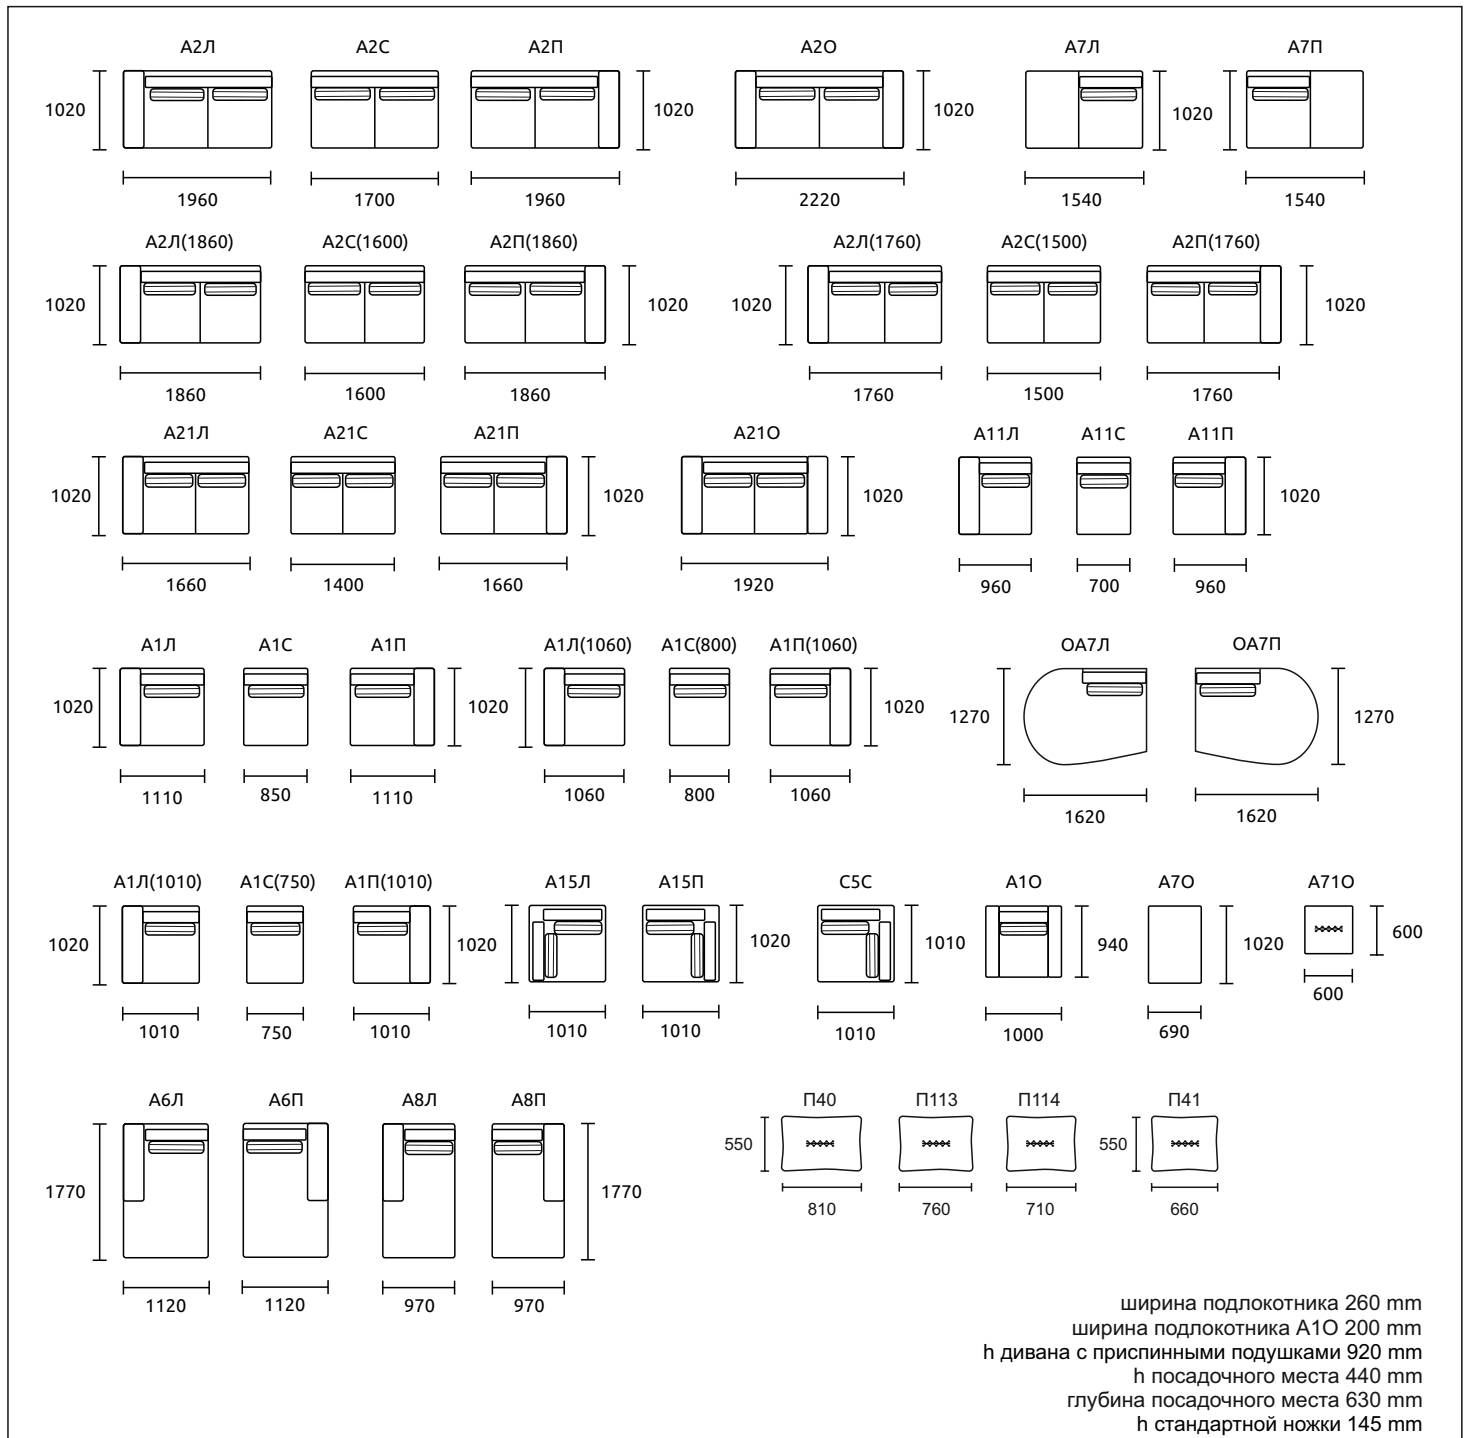 А2Л А2С А2П А2О А7Л А7П
1020 1020 1020 1020
1960 1700 1960 2220 1540 1540
А2Л(1860) А2С(1600) А2П(1860) А2Л(1760) А2С(1500) А2П(1760)
1020 1020 1020 1020
1860 1600 1860 1760 1500 1760
А21Л А21С А21П А21О А11Л А11С А11П
1020 1020 1020 1020
1660 1400 1660 1920 960 700 960
А1Л А1С А1П А1Л(1060) А1С(800) А1П(1060) ОА7Л ОА7П
1020 1020 1020 1270 1270
1110 850 1110 1060 800 1060 1620 1620
А1Л(1010) А1С(750) А1П(1010) А15Л А15П С5С А1О А7О А71О
1020 1020 1020 1010 940 1020 600
1010 750 1010 1010 1010 1010 1000 690 600
А6Л А6П А8Л А8П П40 П113 П114 П41
1770 1770 550 550
810 760 710 660
1120 1120 970 970
ширина подлокотника 260 mm
ширина подлокотника А1О 200 mm
h дивана с приспинными подушками 920 mm
h посадочного места 440 mm
глубина посадочного места 630 mm
h стандартной ножки 145 mm